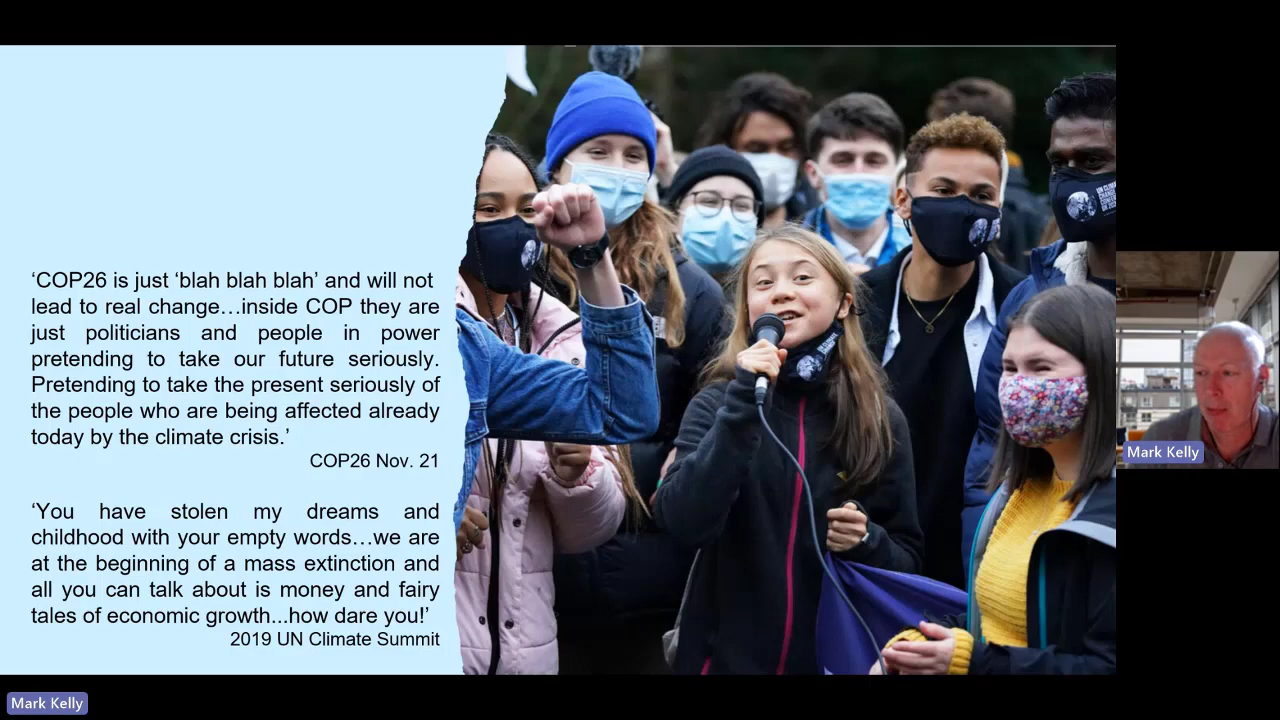 ‘COP26 is just ‘blah blah blah’ and will not
lead to real change…inside COP they are
just politicians and people in power
pretending to take our future seriously.
Pretending to take the present seriously of
the people who are being affected already
today by the climate crisis.’
COP26 Nov. 21
‘You have stolen my dreams and
childhood with your empty words…we are
at the beginning of a mass extinction and
all you can talk about is money and fairy
tales of economic growth...how dare you!’
2019 UN Climate Summit
UN CLIMATE
CHANGE
Mark Kelly
Mark Kelly